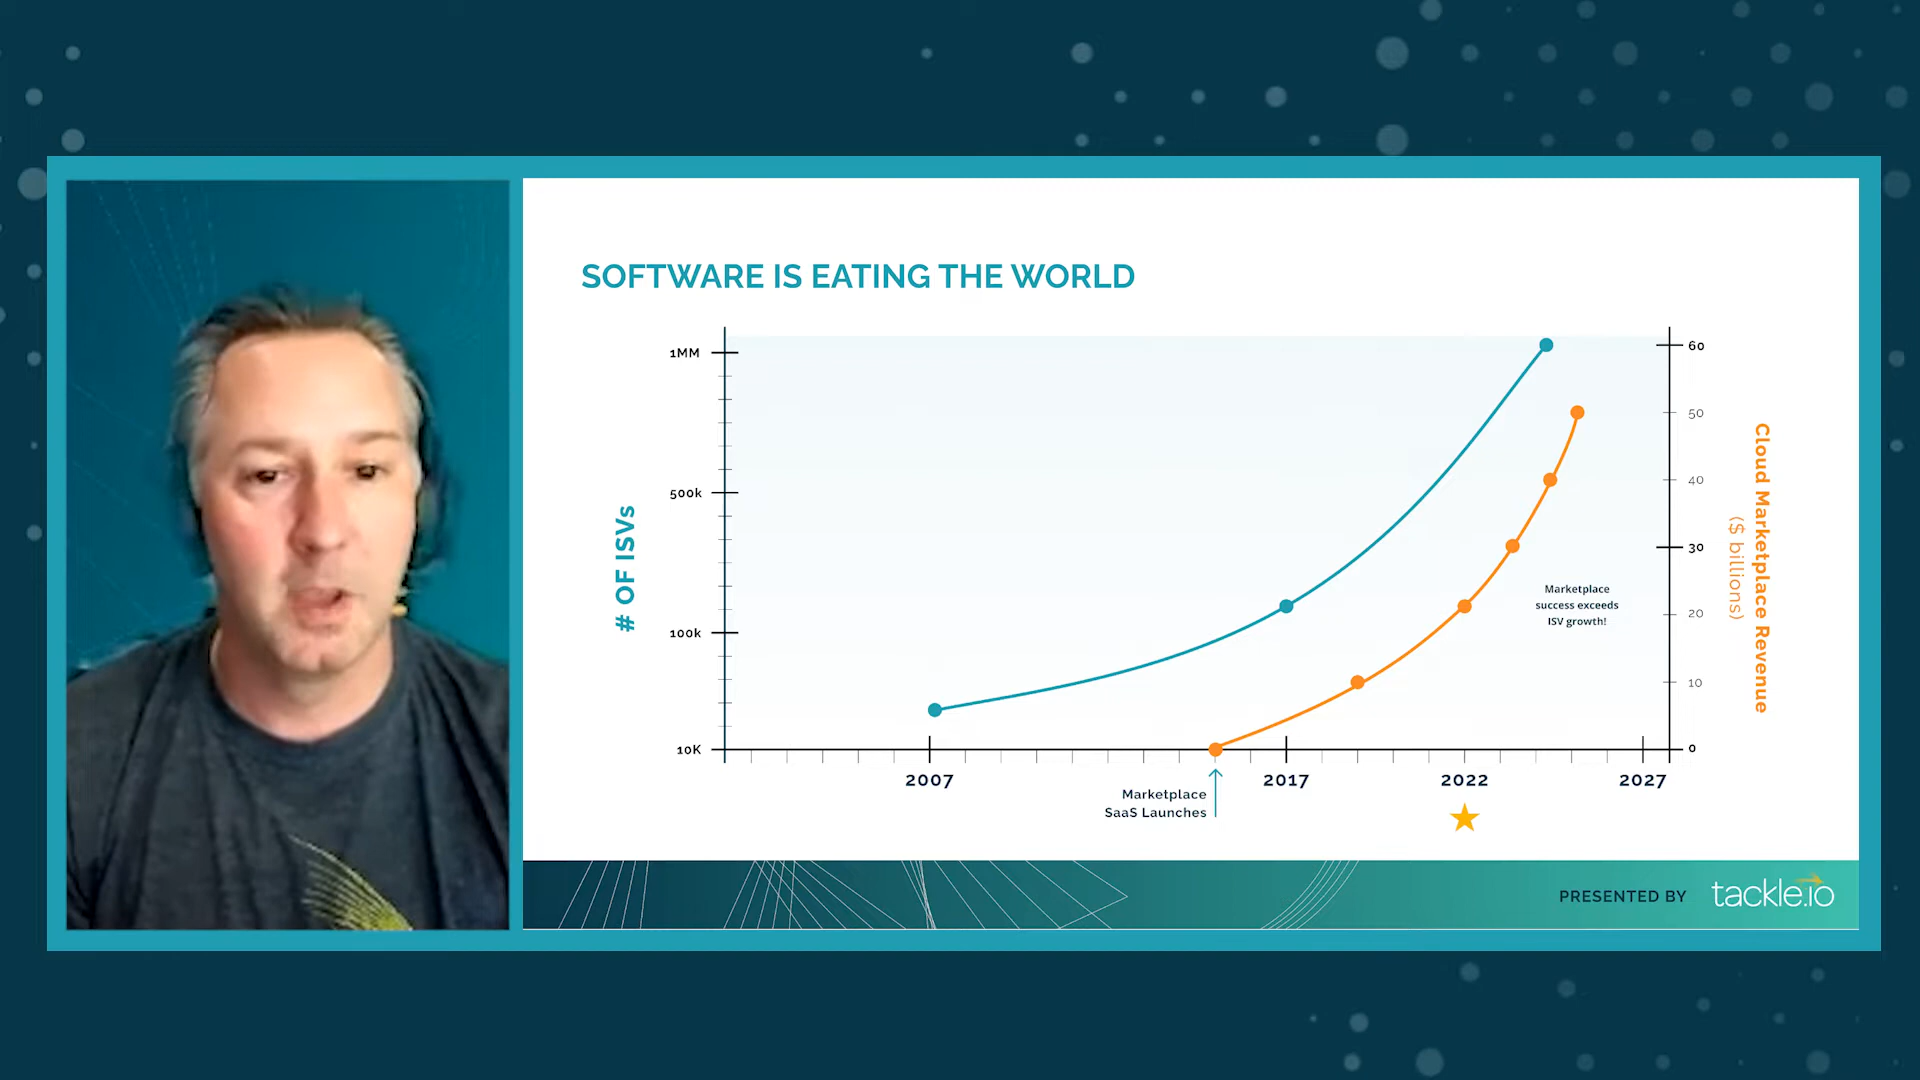 SOFTWARE IS EATING THE WORLD
# OF ISVs
1MM
500k
100k
10K
60
50
40
30
20
10
0
Cloud Marketplace Revenue
($ billions)
Marketplace
success exceeds
ISV growth!
2007
2017
2022
2027
Marketplace
SaaS Launches
PRESENTED BY
tackle.io